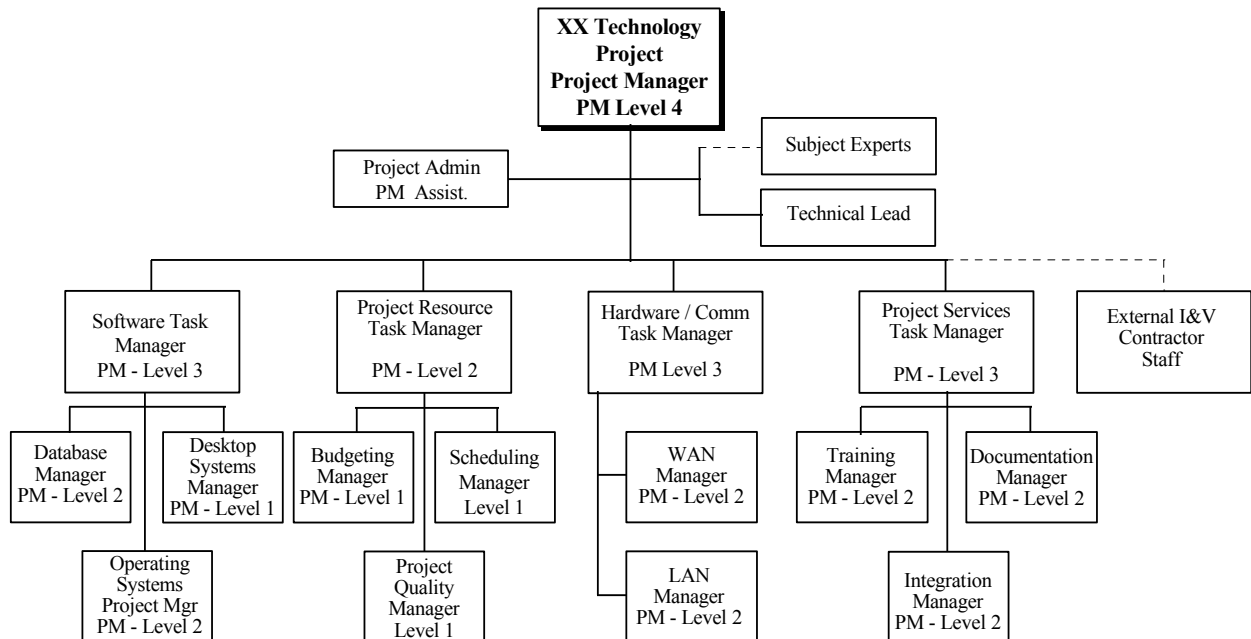 XX Technology
Project
Project Manager
PM Level 4
Project Admin
PM Assist.
Subject Experts
Technical Lead
Software Task
Manager
PM - Level 3
Project Resource
Task Manager
PM - Level 2
Hardware / Comm
Task Manager
PM Level 3
Project Services
Task Manager
PM - Level 3
External I&V
Contractor
Staff
Database
Manager
PM - Level 2
Desktop
Systems
Manager
PM - Level 1
Budgeting
Manager
PM - Level 1
Scheduling
Manager
Level 1
WAN
Manager
PM - Level 2
Training
Manager
PM - Level 2
Documentation
Manager
PM - Level 2
Operating
Systems
Project Mgr
PM - Level 2
Project
Quality
Manager
Level 1
LAN
Manager
PM - Level 2
Integration
Manager
PM - Level 2